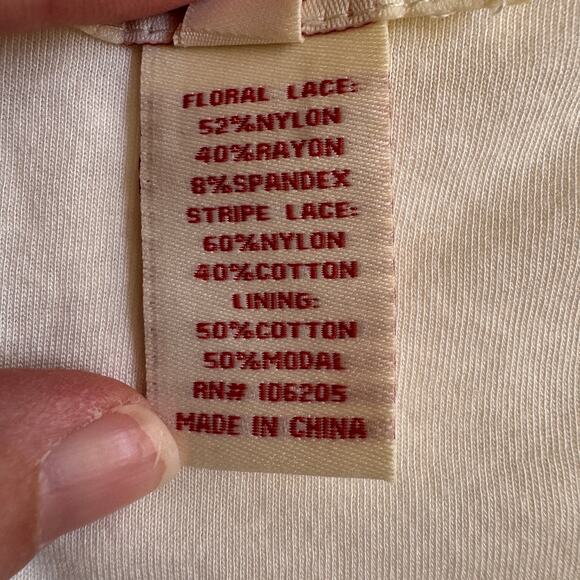 FLORAL LACE:
52%NYLON
40%RAYON
8%SPANDEX
STRIPE LACE:
60%NYLON
40%COTTON
LINING:
50%COTTON
50%MODAL
RN# 106205
MADE IN CHINA